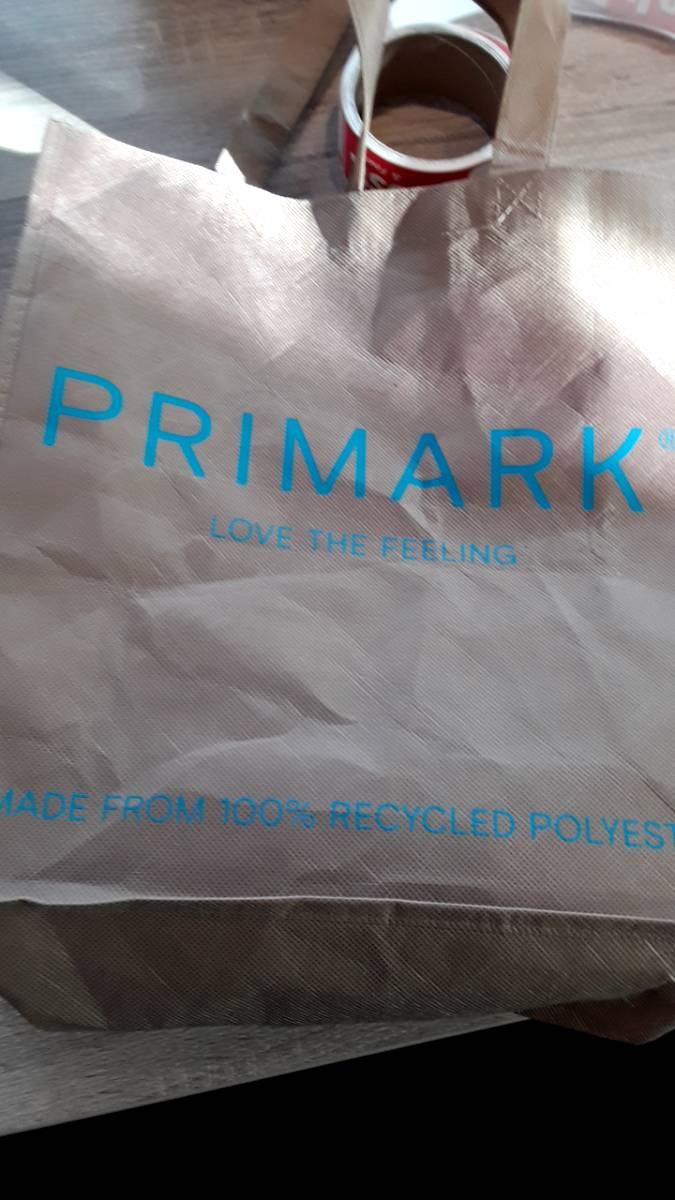 PRIMARK®
LOVE THE FEELING
MADE FROM 100% RECYCLED POLYEST